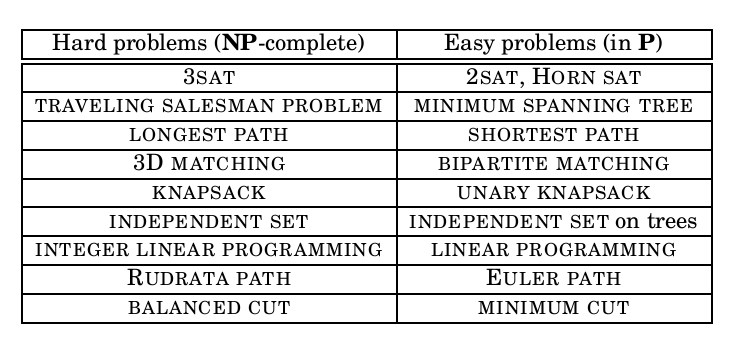 Hard problems (NP-complete) Easy problems (in P)
3SAT 2SAT, HORN SAT
TRAVELING SALESMAN PROBLEM MINIMUM SPANNING TREE
LONGEST PATH SHORTEST PATH
3D MATCHING BIPARTITE MATCHING
KNAPSACK UNARY KNAPSACK
INDEPENDENT SET INDEPENDENT SET on trees
INTEGER LINEAR PROGRAMMING LINEAR PROGRAMMING
RUDRATA PATH EULER PATH
BALANCED CUT MINIMUM CUT